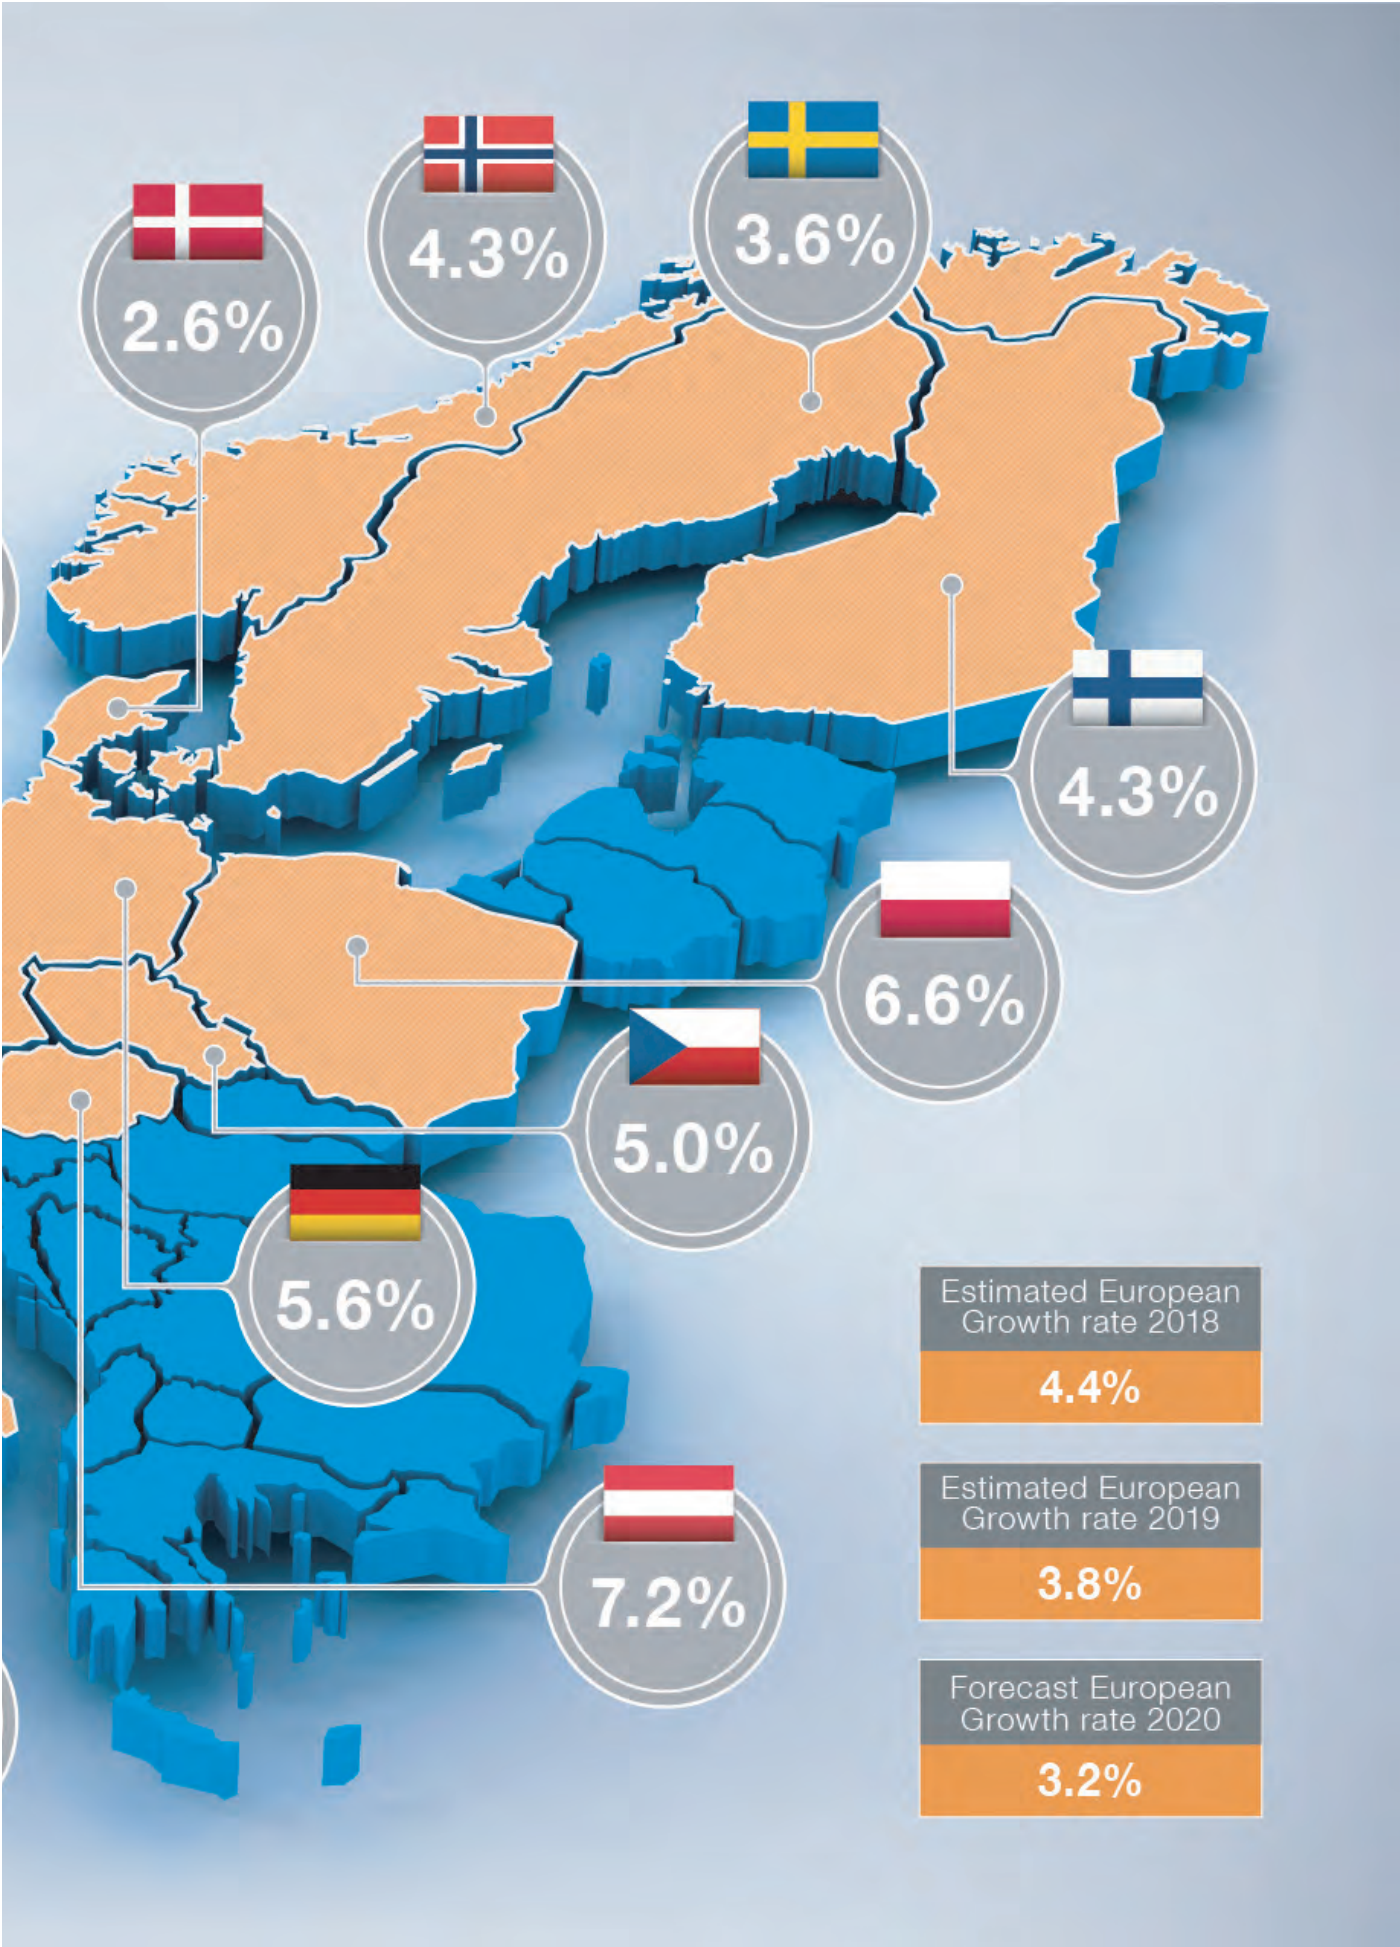 4.3%
3.6%
2.6%
4.3%
6.6%
5.0%
5.6%
7.2%
Estimated European
Growth rate 2018
4.4%
Estimated European
Growth rate 2019
3.8%
Forecast European
Growth rate 2020
3.2%